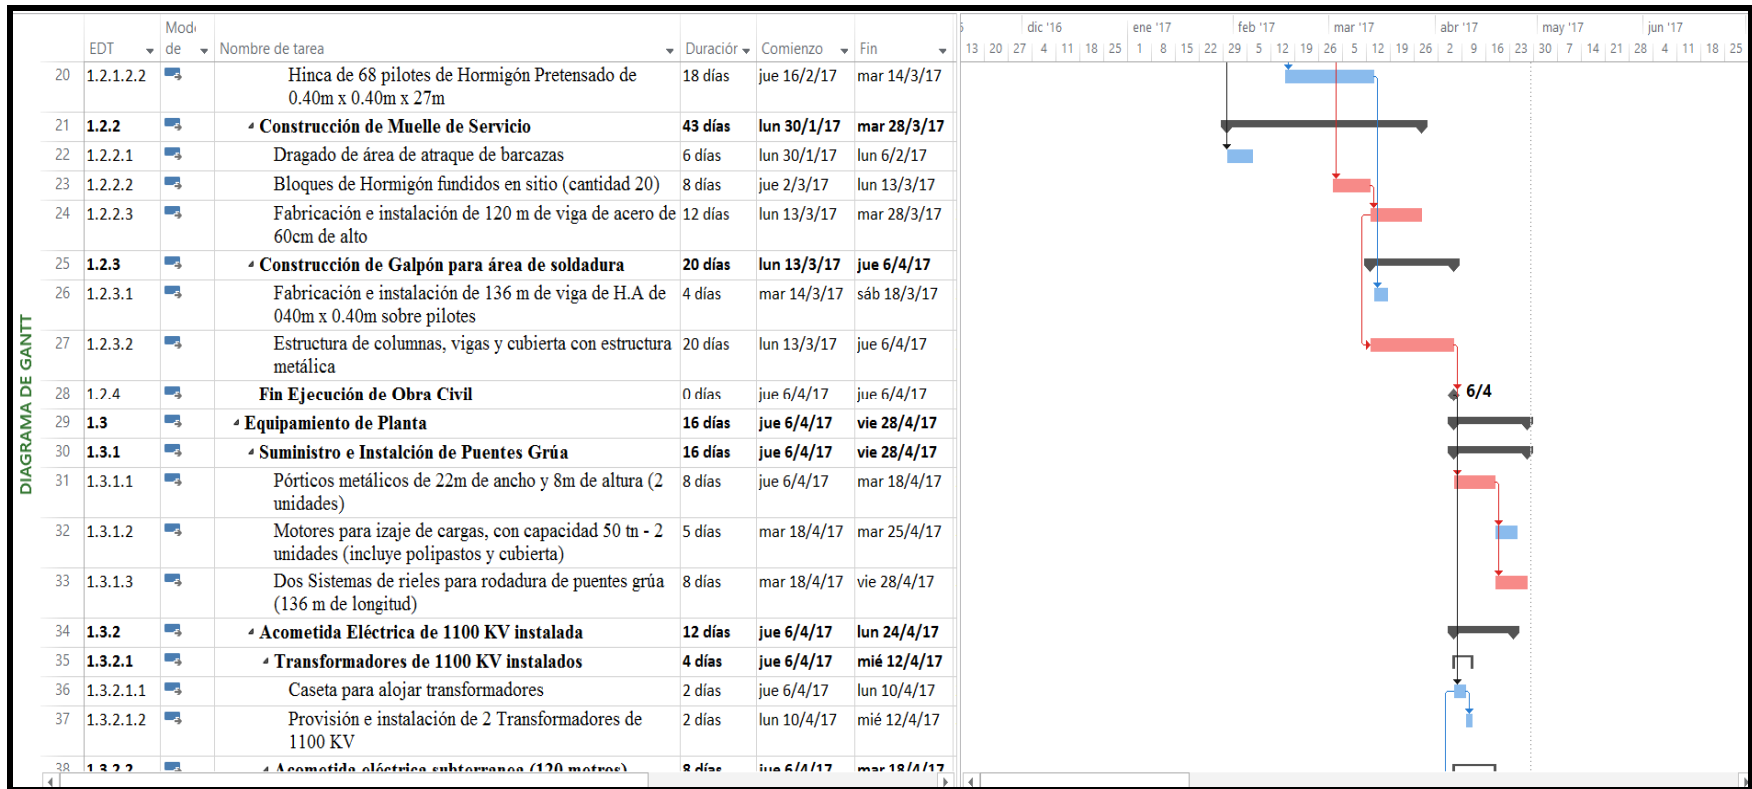 DIAGRAMA DE GANTT
EDT Modo de Nombre de tarea Duración Comienzo Fin
dic '16 ene '17 feb '17 mar '17 abr '17 may '17 jun '17
13 20 27 4 11 18 25 1 8 15 22 29 5 12 19 26 5 12 19 26 2 9 16 23 30 7 14 21 28 4 11 18 25
20 1.2.1.2.2 Hinca de 68 pilotes de Hormigón Pretensado de 18 días jue 16/2/17 mar 14/3/17
0.40m x 0.40m x 27m
21 1.2.2 Construcción de Muelle de Servicio 43 días lun 30/1/17 mar 28/3/17
22 1.2.2.1 Dragado de área de atraque de barcazas 6 días lun 30/1/17 lun 6/2/17
23 1.2.2.2 Bloques de Hormigón fundidos en sitio (cantidad 20) 8 días jue 2/3/17 lun 13/3/17
24 1.2.2.3 Fabricación e instalación de 120 m de viga de acero de 12 días lun 13/3/17 mar 28/3/17
60cm de alto
25 1.2.3 Construcción de Galpón para área de soldadura 20 días lun 13/3/17 jue 6/4/17
26 1.2.3.1 Fabricación e instalación de 136 m de viga de H.A de 4 días mar 14/3/17 sáb 18/3/17
040m x 0.40m sobre pilotes
27 1.2.3.2 Estructura de columnas, vigas y cubierta con estructura 20 días lun 13/3/17 jue 6/4/17
metálica
28 1.2.4 Fin Ejecución de Obra Civil 0 días jue 6/4/17 jue 6/4/17 6/4
29 1.3 Equipamiento de Planta 16 días jue 6/4/17 vie 28/4/17
30 1.3.1 Suministro e Instalción de Puentes Grúa 16 días jue 6/4/17 vie 28/4/17
31 1.3.1.1 Pórticos metálicos de 22m de ancho y 8m de altura (2 8 días jue 6/4/17 mar 18/4/17
unidades)
32 1.3.1.2 Motores para izaje de cargas, con capacidad 50 tn - 2 5 días mar 18/4/17 mar 25/4/17
unidades (incluye polipastos y cubierta)
33 1.3.1.3 Dos Sistemas de rieles para rodadura de puentes grúa 8 días mar 18/4/17 vie 28/4/17
(136 m de longitud)
34 1.3.2 Acometida Eléctrica de 1100 KV instalada 12 días jue 6/4/17 lun 24/4/17
35 1.3.2.1 Transformadores de 1100 KV instalados 4 días jue 6/4/17 mié 12/4/17
36 1.3.2.1.1 Caseta para alojar transformadores 2 días jue 6/4/17 lun 10/4/17
37 1.3.2.1.2 Provisión e instalación de 2 Transformadores de 2 días lun 10/4/17 mié 12/4/17
1100 KV
38 1.3.2.2 Acometida eléctrica subterranea (120 metros) 8 días jue 6/4/17 mar 18/4/17